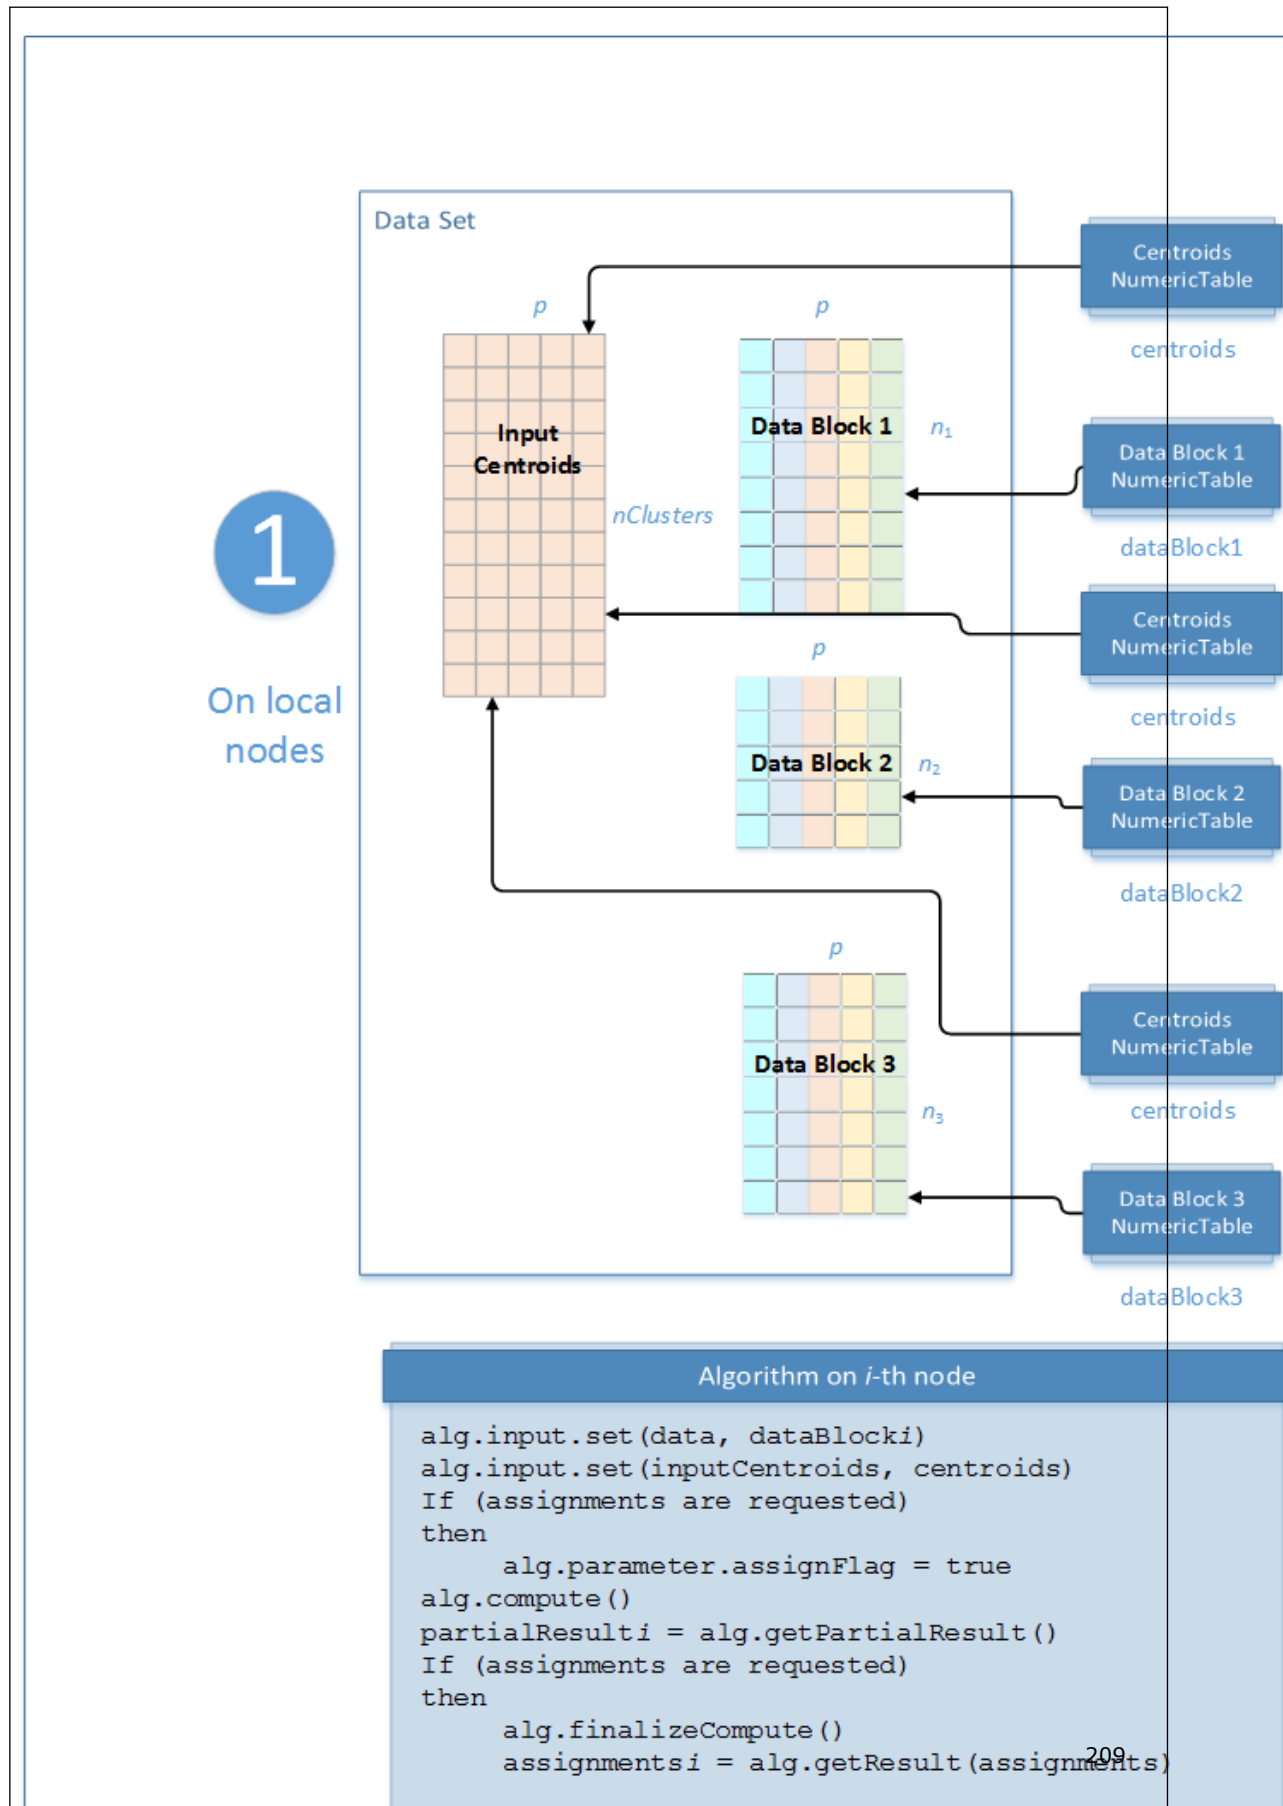 Data Set
Centroids
NumericTable
p
p
centroids
Input
Centroids
Data Block 1
n1
Data Block 1
NumericTable
nClusters
dataBlock1
1
Centroids
NumericTable
p
On local
nodes
centroids
Data Block 2
n2
Data Block 2
NumericTable
dataBlock2
p
Centroids
NumericTable
Data Block 3
n3
centroids
Data Block 3
NumericTable
dataBlock3
Algorithm on i-th node
alg.input.set(data, dataBlocki)
alg.input.set(inputCentroids, centroids)
If (assignments are requested)
then
alg.parameter.assignFlag = true
alg.compute()
partialResulti = alg.getPartialResult()
If (assignments are requested)
then
alg.finalizeCompute()
assignmentsi = alg.getResult(assignments)
209